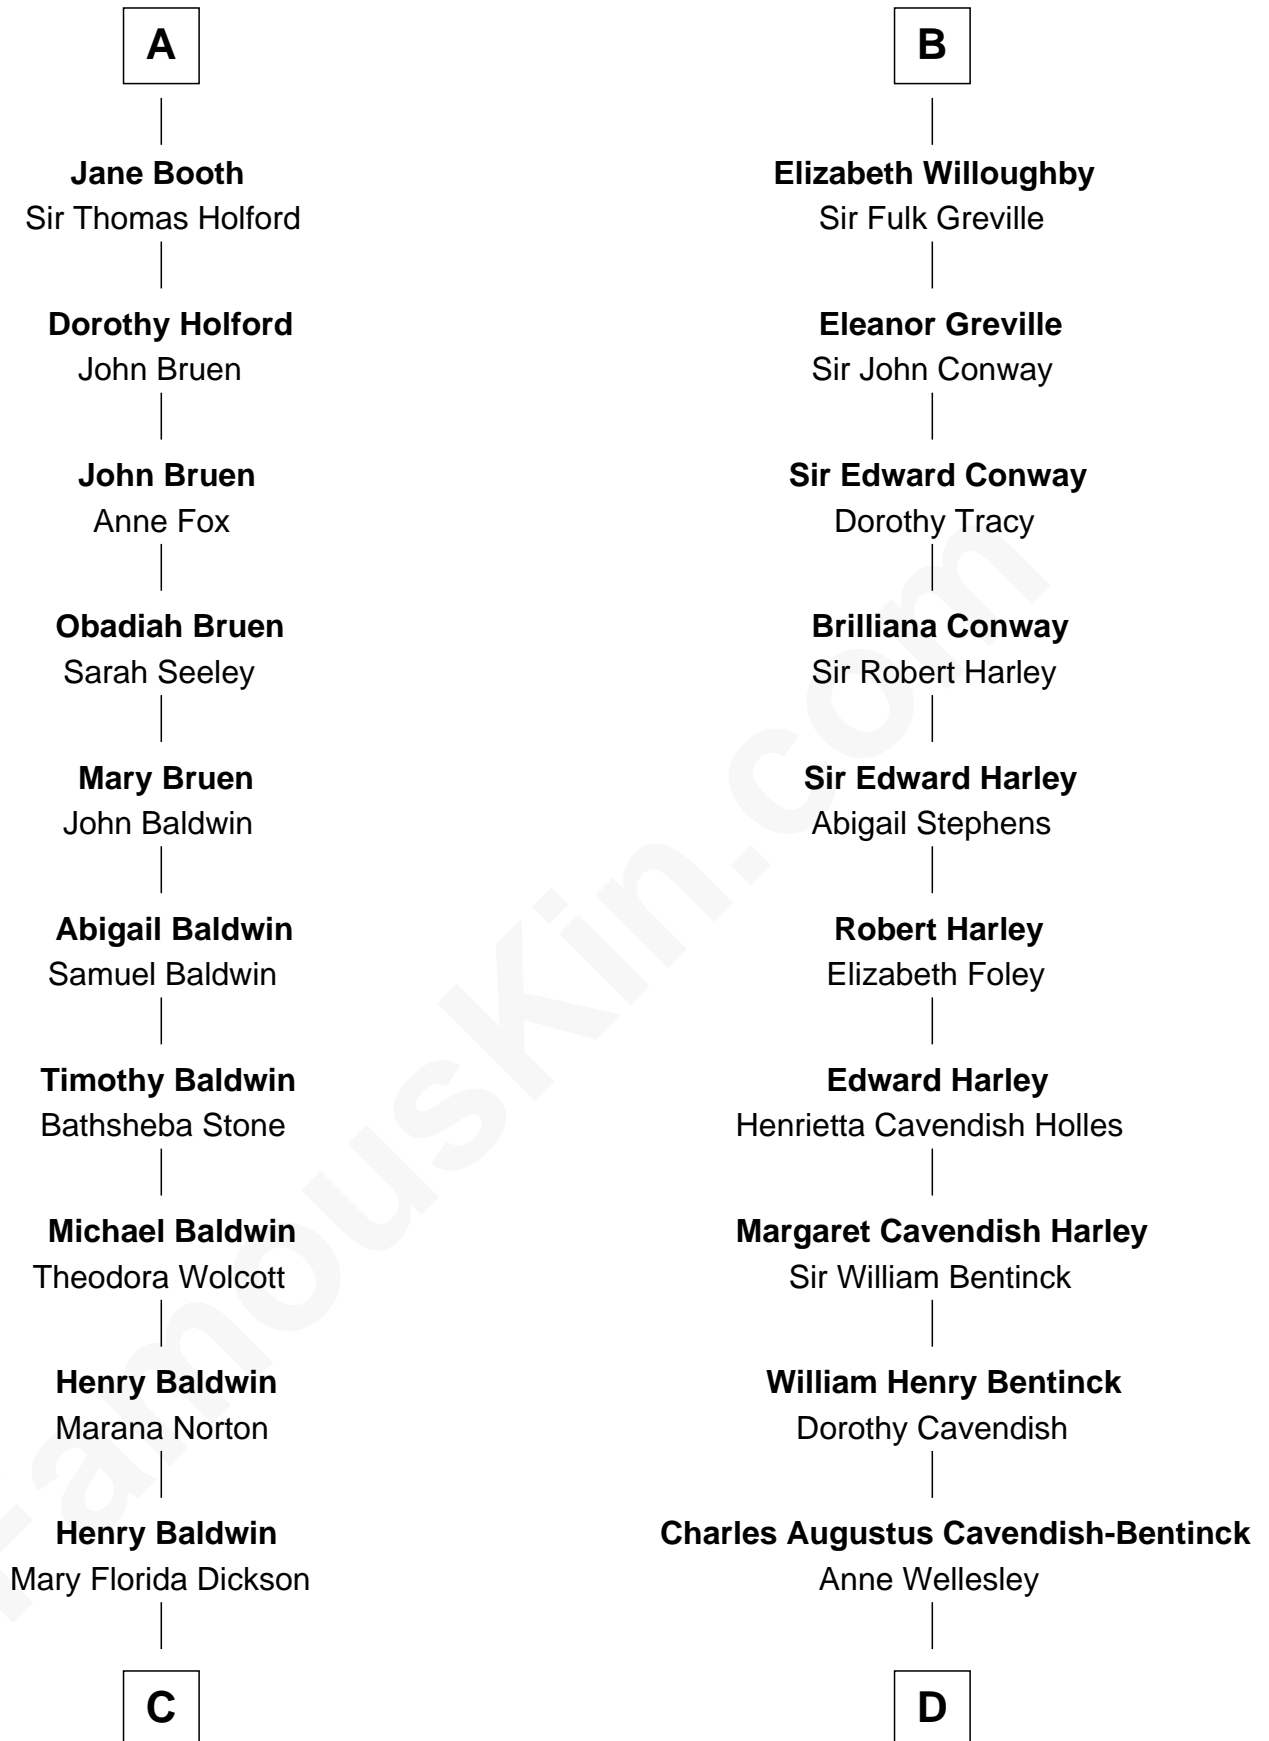 A
Jane Booth
Sir Thomas Holford
Dorothy Holford
John Bruen
John Bruen
Anne Fox
Obadiah Bruen
Sarah Seeley
Mary Bruen
John Baldwin
Abigail Baldwin
Samuel Baldwin
Timothy Baldwin
Bathsheba Stone
Michael Baldwin
Theodora Wolcott
Henry Baldwin
Marana Norton
Henry Baldwin
Mary Florida Dickson
C
B
Elizabeth Willoughby
Sir Fulk Greville
Eleanor Greville
Sir John Conway
Sir Edward Conway
Dorothy Tracy
Brilliana Conway
Sir Robert Harley
Sir Edward Harley
Abigail Stephens
Robert Harley
Elizabeth Foley
Edward Harley
Henrietta Cavendish Holles
Margaret Cavendish Harley
Sir William Bentinck
William Henry Bentinck
Dorothy Cavendish
Charles Augustus Cavendish-Bentinck
Anne Wellesley
D
FamousKin.com